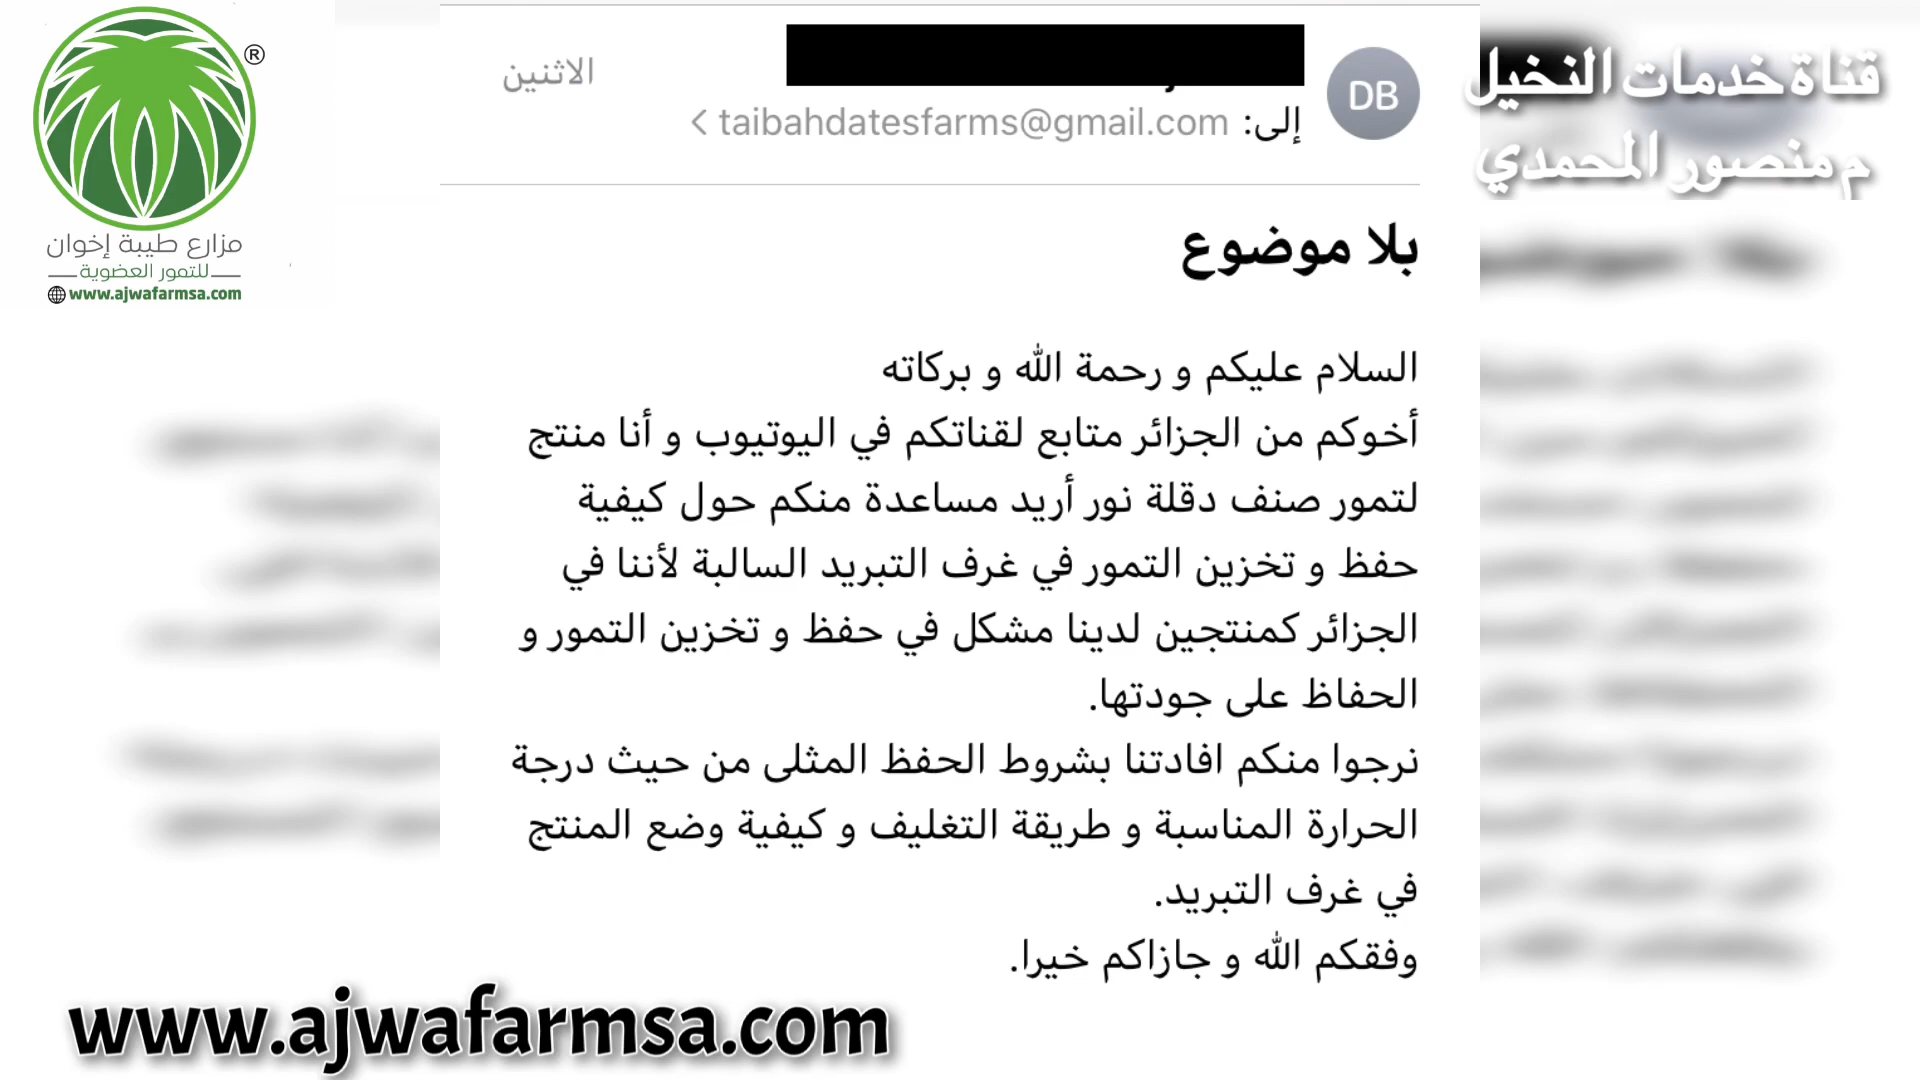 ®
مزارع طيبة إخوان
للتمور العضوية
www.ajwafarmsa.com
قناة خدمات النخيل
م منصور المحمدي
DB
الاثنين
إلى: taibahdatesfarms@gmail.com >
بلا موضوع
السلام عليكم و رحمة الله و بركاته
أخوكم من الجزائر متابع لقناتكم في اليوتيوب و أنا منتج
لتمور صنف دقلة نور أريد مساعدة منكم حول كيفية
حفظ و تخزين التمور في غرف التبريد السالبة لأننا في
الجزائر كمنتجين لدينا مشكل في حفظ و تخزين التمور و
الحفاظ على جودتها.
نرجوا منكم افادتنا بشروط الحفظ المثلى من حيث درجة
الحرارة المناسبة و طريقة التغليف و كيفية وضع المنتج
في غرف التبريد.
وفقكم الله و جازاكم خيرا.
www.ajwafarmsa.com